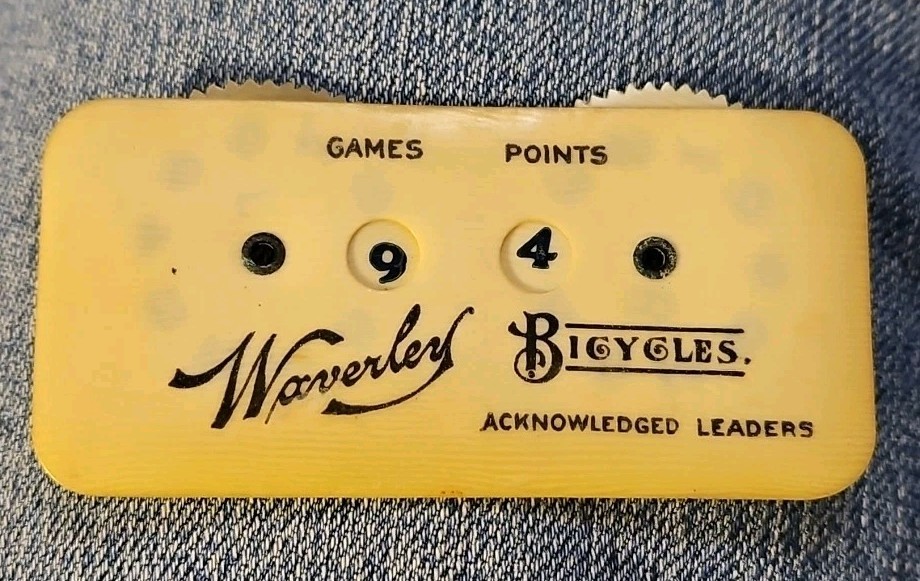 GAMES POINTS
9 4
Waverley BICYCLES.
ACKNOWLEDGED LEADERS